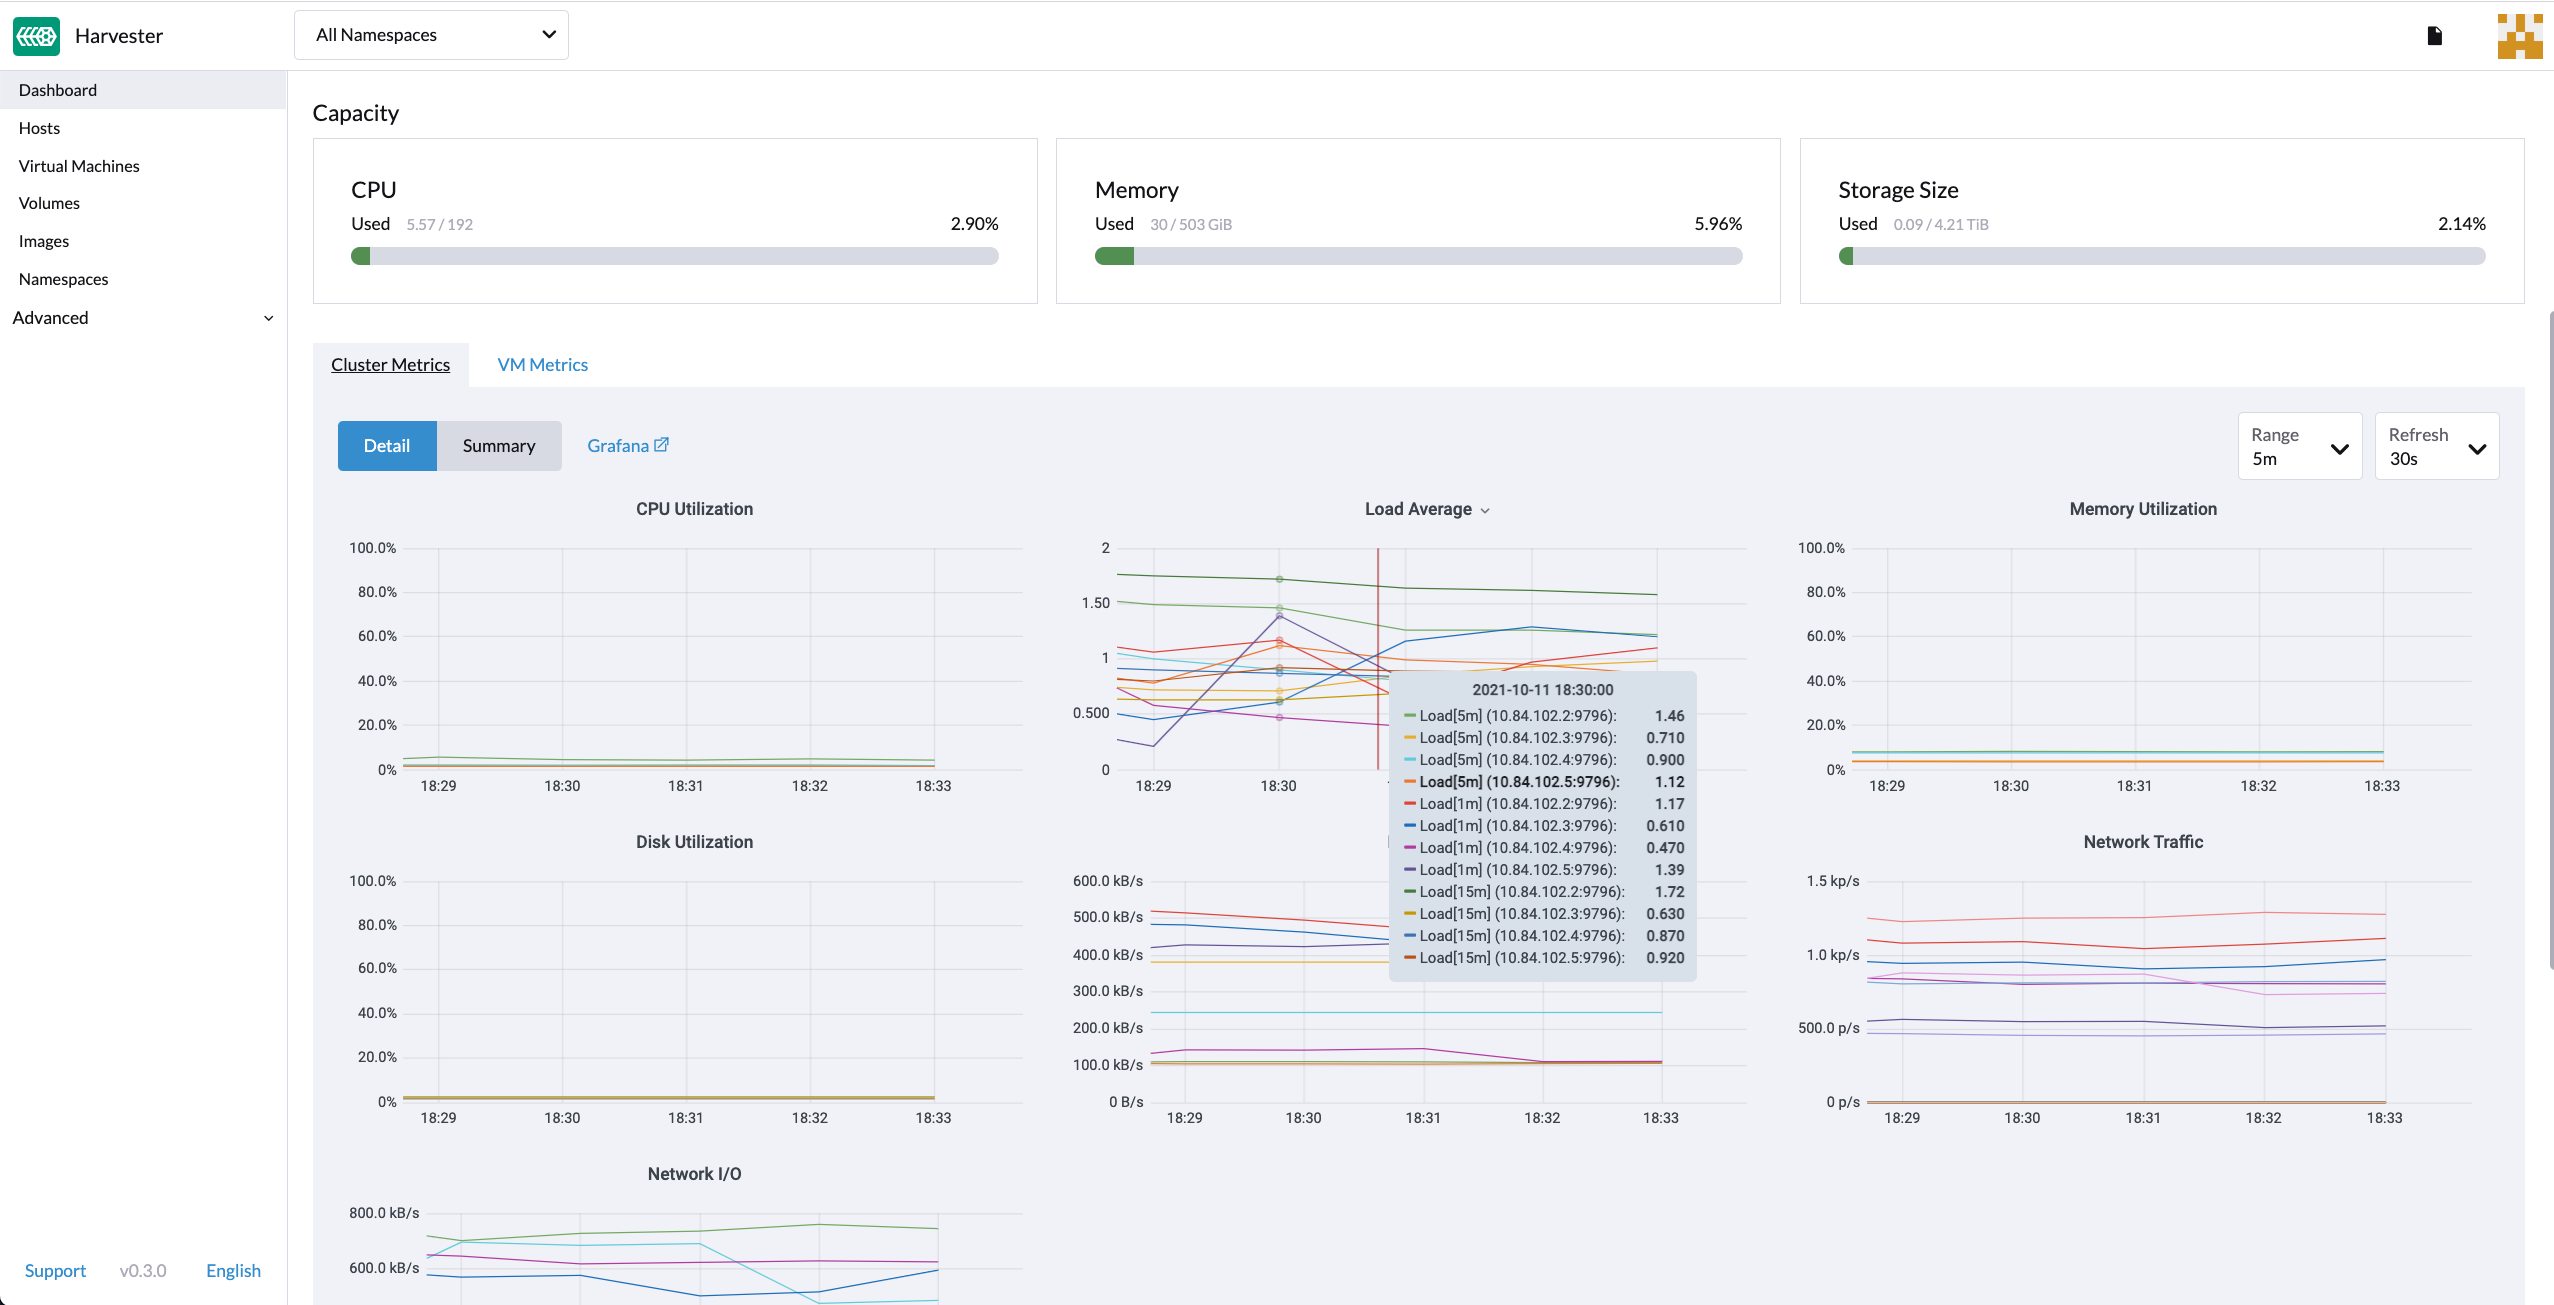 Harvester
All Namespaces
Dashboard
Hosts
Virtual Machines
Volumes
Images
Namespaces
Advanced
Support v0.3.0 English
Capacity
CPU
Used 5.57 / 192 2.90%
Memory
Used 30 / 503 GiB 5.96%
Storage Size
Used 0.09 / 4.21 TiB 2.14%
Cluster Metrics VM Metrics
Detail Summary Grafana
Range
5m
Refresh
30s
CPU Utilization
100.0%
80.0%
60.0%
40.0%
20.0%
0%
18:29 18:30 18:31 18:32 18:33
Load Average
2
1.50
1
0.500
0
18:29 18:30
2021-10-11 18:30:00
Load[5m] (10.84.102.2:9796): 1.46
Load[5m] (10.84.102.3:9796): 0.710
Load[5m] (10.84.102.4:9796): 0.900
Load[5m] (10.84.102.5:9796): 1.12
Load[1m] (10.84.102.2:9796): 1.17
Load[1m] (10.84.102.3:9796): 0.610
Load[1m] (10.84.102.4:9796): 0.470
Load[1m] (10.84.102.5:9796): 1.39
Load[15m] (10.84.102.2:9796): 1.72
Load[15m] (10.84.102.3:9796): 0.630
Load[15m] (10.84.102.4:9796): 0.870
Load[15m] (10.84.102.5:9796): 0.920
Memory Utilization
100.0%
80.0%
60.0%
40.0%
20.0%
0%
18:29 18:30 18:31 18:32 18:33
Disk Utilization
100.0%
80.0%
60.0%
40.0%
20.0%
0%
18:29 18:30 18:31 18:32 18:33
600.0 kB/s
500.0 kB/s
400.0 kB/s
300.0 kB/s
200.0 kB/s
100.0 kB/s
0 B/s
18:29 18:30 18:31 18:32 18:33
Network Traffic
1.5 kp/s
1.0 kp/s
500.0 p/s
0 p/s
18:29 18:30 18:31 18:32 18:33
Network I/O
800.0 kB/s
600.0 kB/s